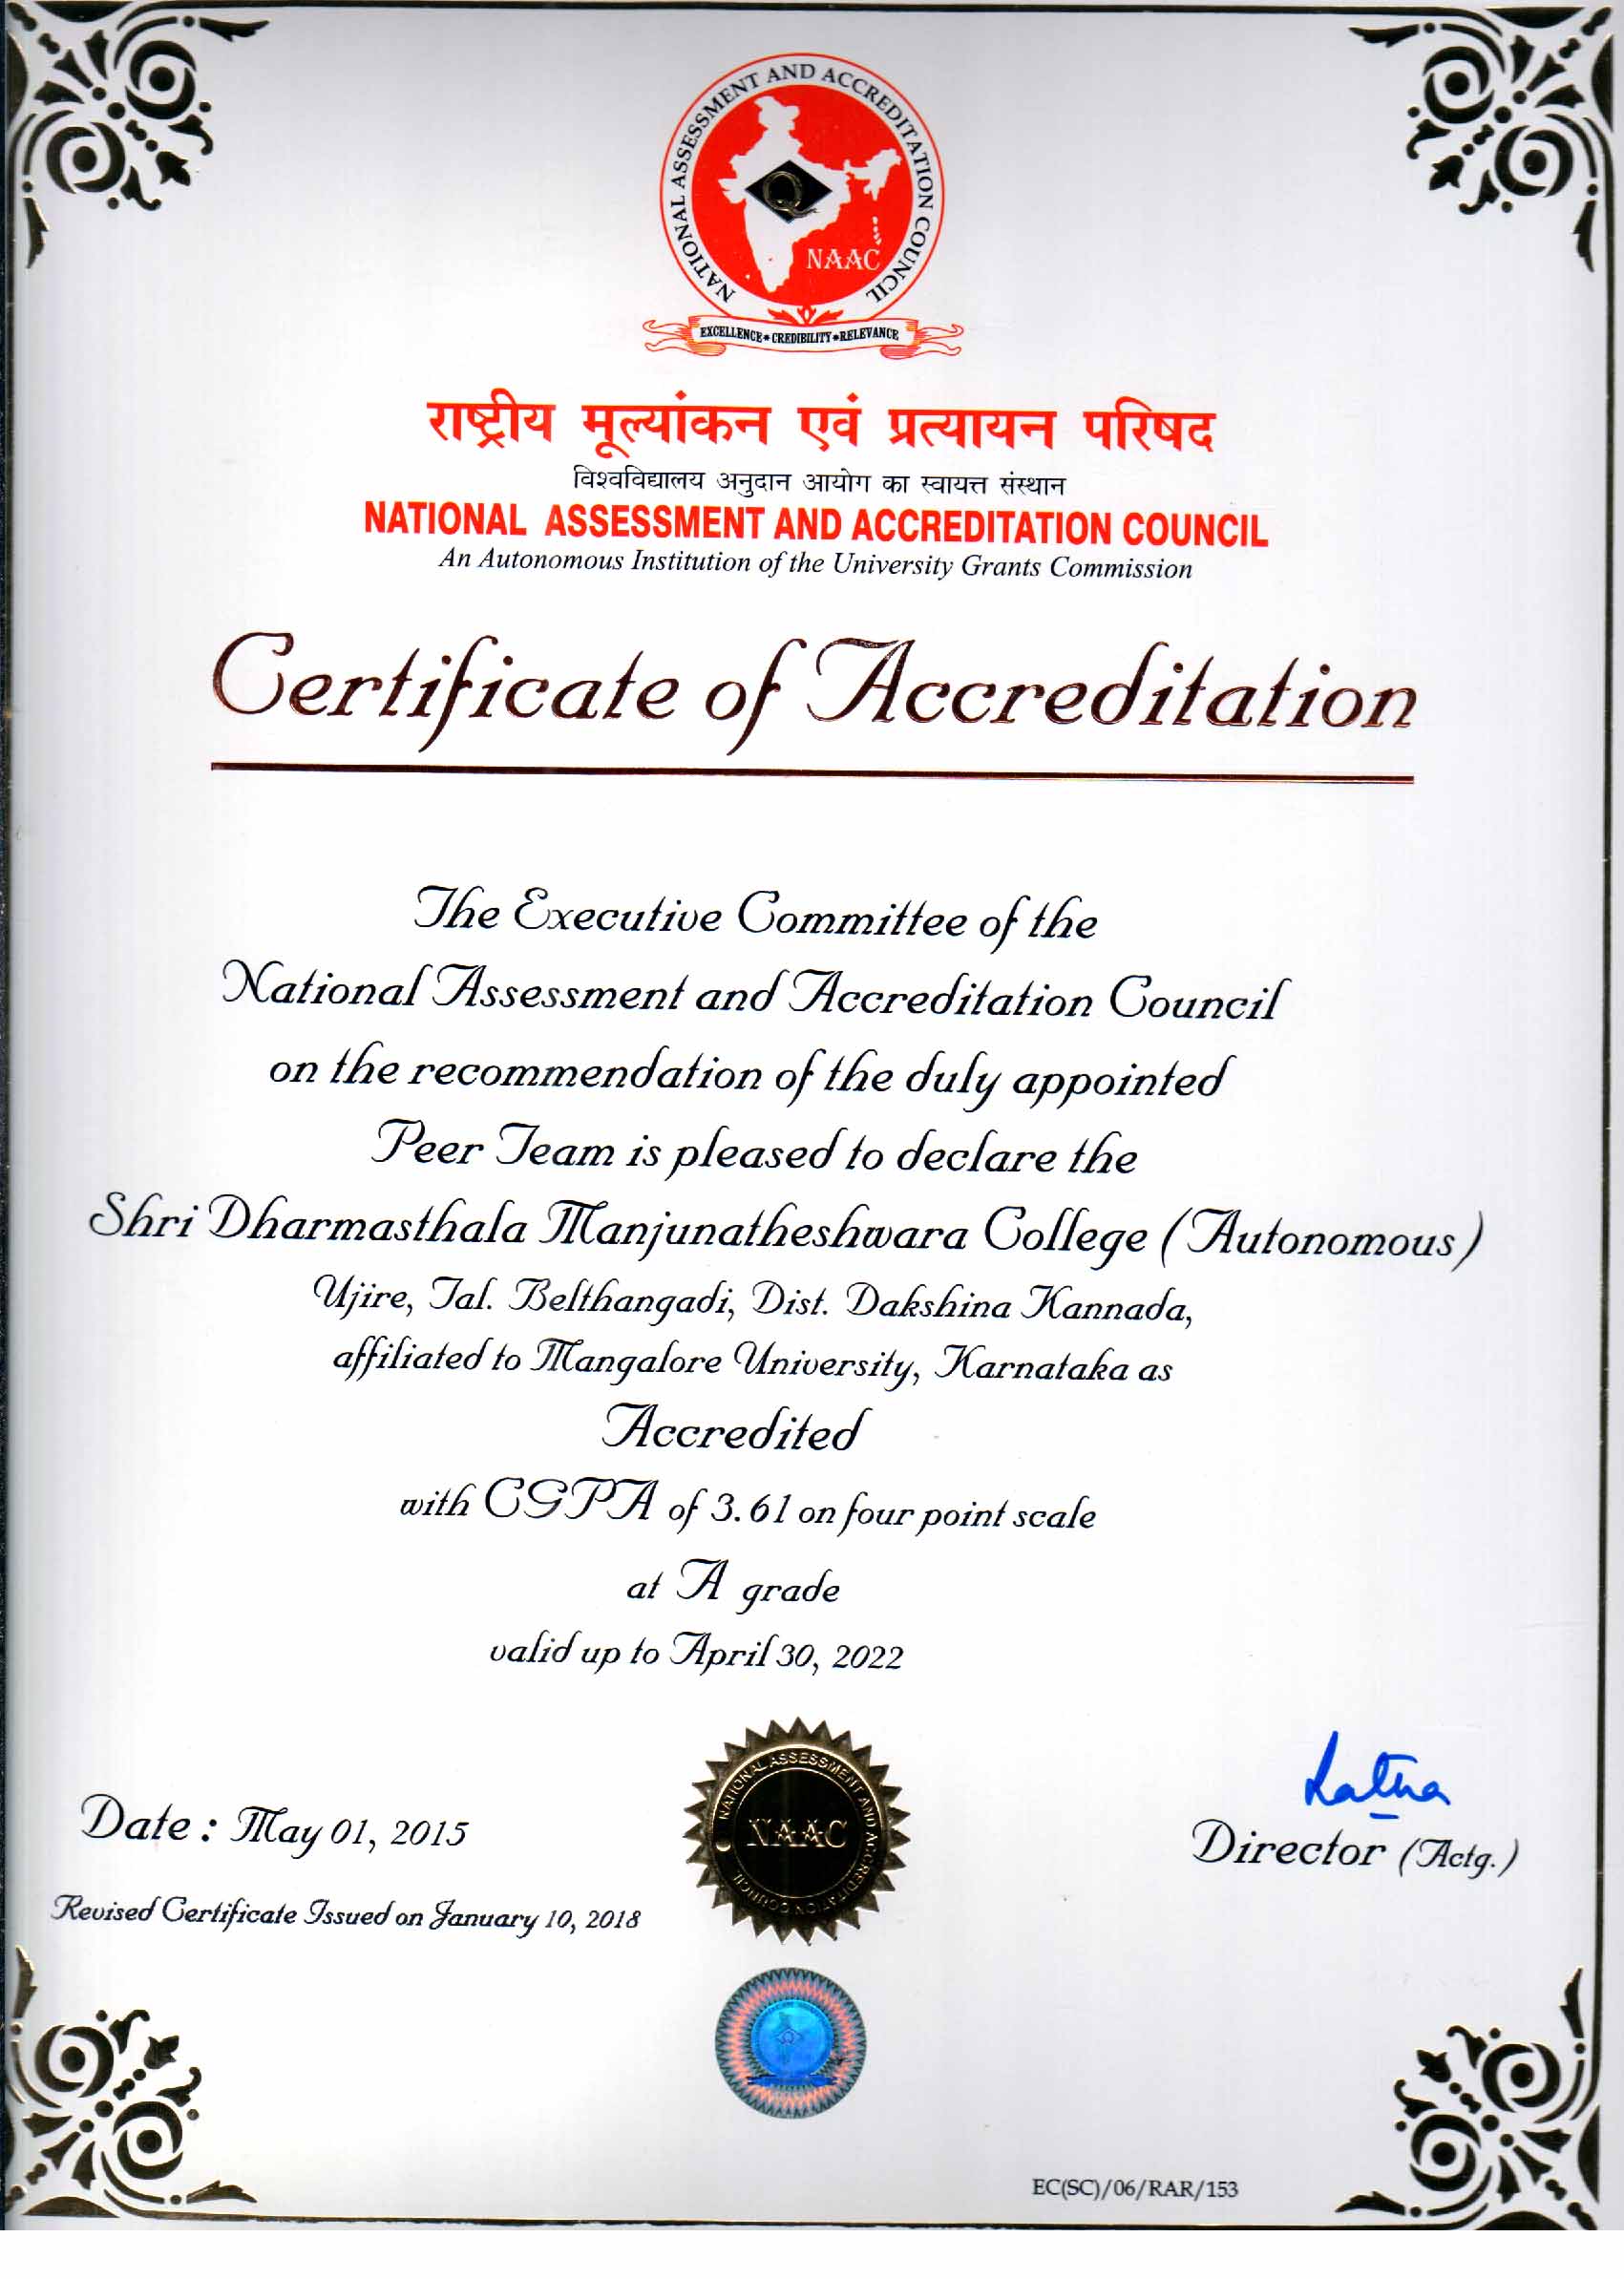 NATIONAL ASSESSMENT AND ACCREDITATION COUNCIL
Q
NAAC
EXCELLENCE * CREDIBILITY * RELEVANCE
राष्ट्रीय मूल्यांकन एवं प्रत्यायन परिषद
विश्वविद्यालय अनुदान आयोग का स्वायत्त संस्थान
NATIONAL ASSESSMENT AND ACCREDITATION COUNCIL
An Autonomous Institution of the University Grants Commission
Certificate of Accreditation
The Executive Committee of the
National Assessment and Accreditation Council
on the recommendation of the duly appointed
Peer Team is pleased to declare the
Shri Dharmasthala Manjunatheshwara College (Autonomous)
Ujire, Tal. Belthangadi, Dist. Dakshina Kannada,
affiliated to Mangalore University, Karnataka as
Accredited
with CGPA of 3.61 on four point scale
at A grade
valid up to April 30, 2022
Date : May 01, 2015
Revised Certificate Issued on January 10, 2018
NATIONAL ASSESSMENT AND ACCREDITATION COUNCIL
NAAC
Latha
Director (Actg.)
EC(SC)/06/RAR/153